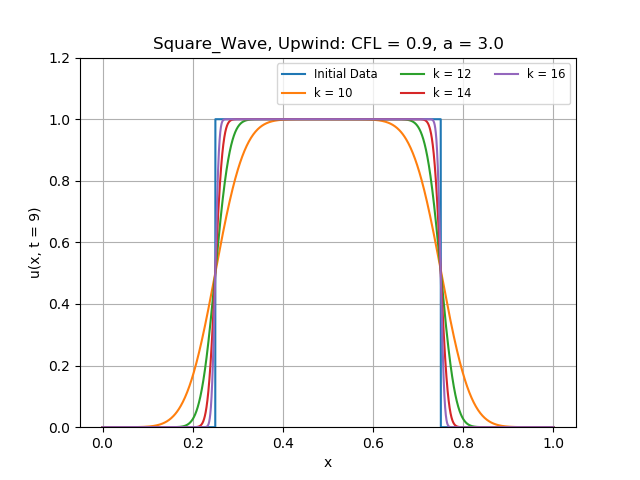 Square_Wave, Upwind: CFL = 0.9, a = 3.0
Initial Data
k = 10
k = 12
k = 14
k = 16
1.2
1.0
0.8
0.6
0.4
0.2
0.0
u(x, t = 9)
0.0 0.2 0.4 0.6 0.8 1.0
x